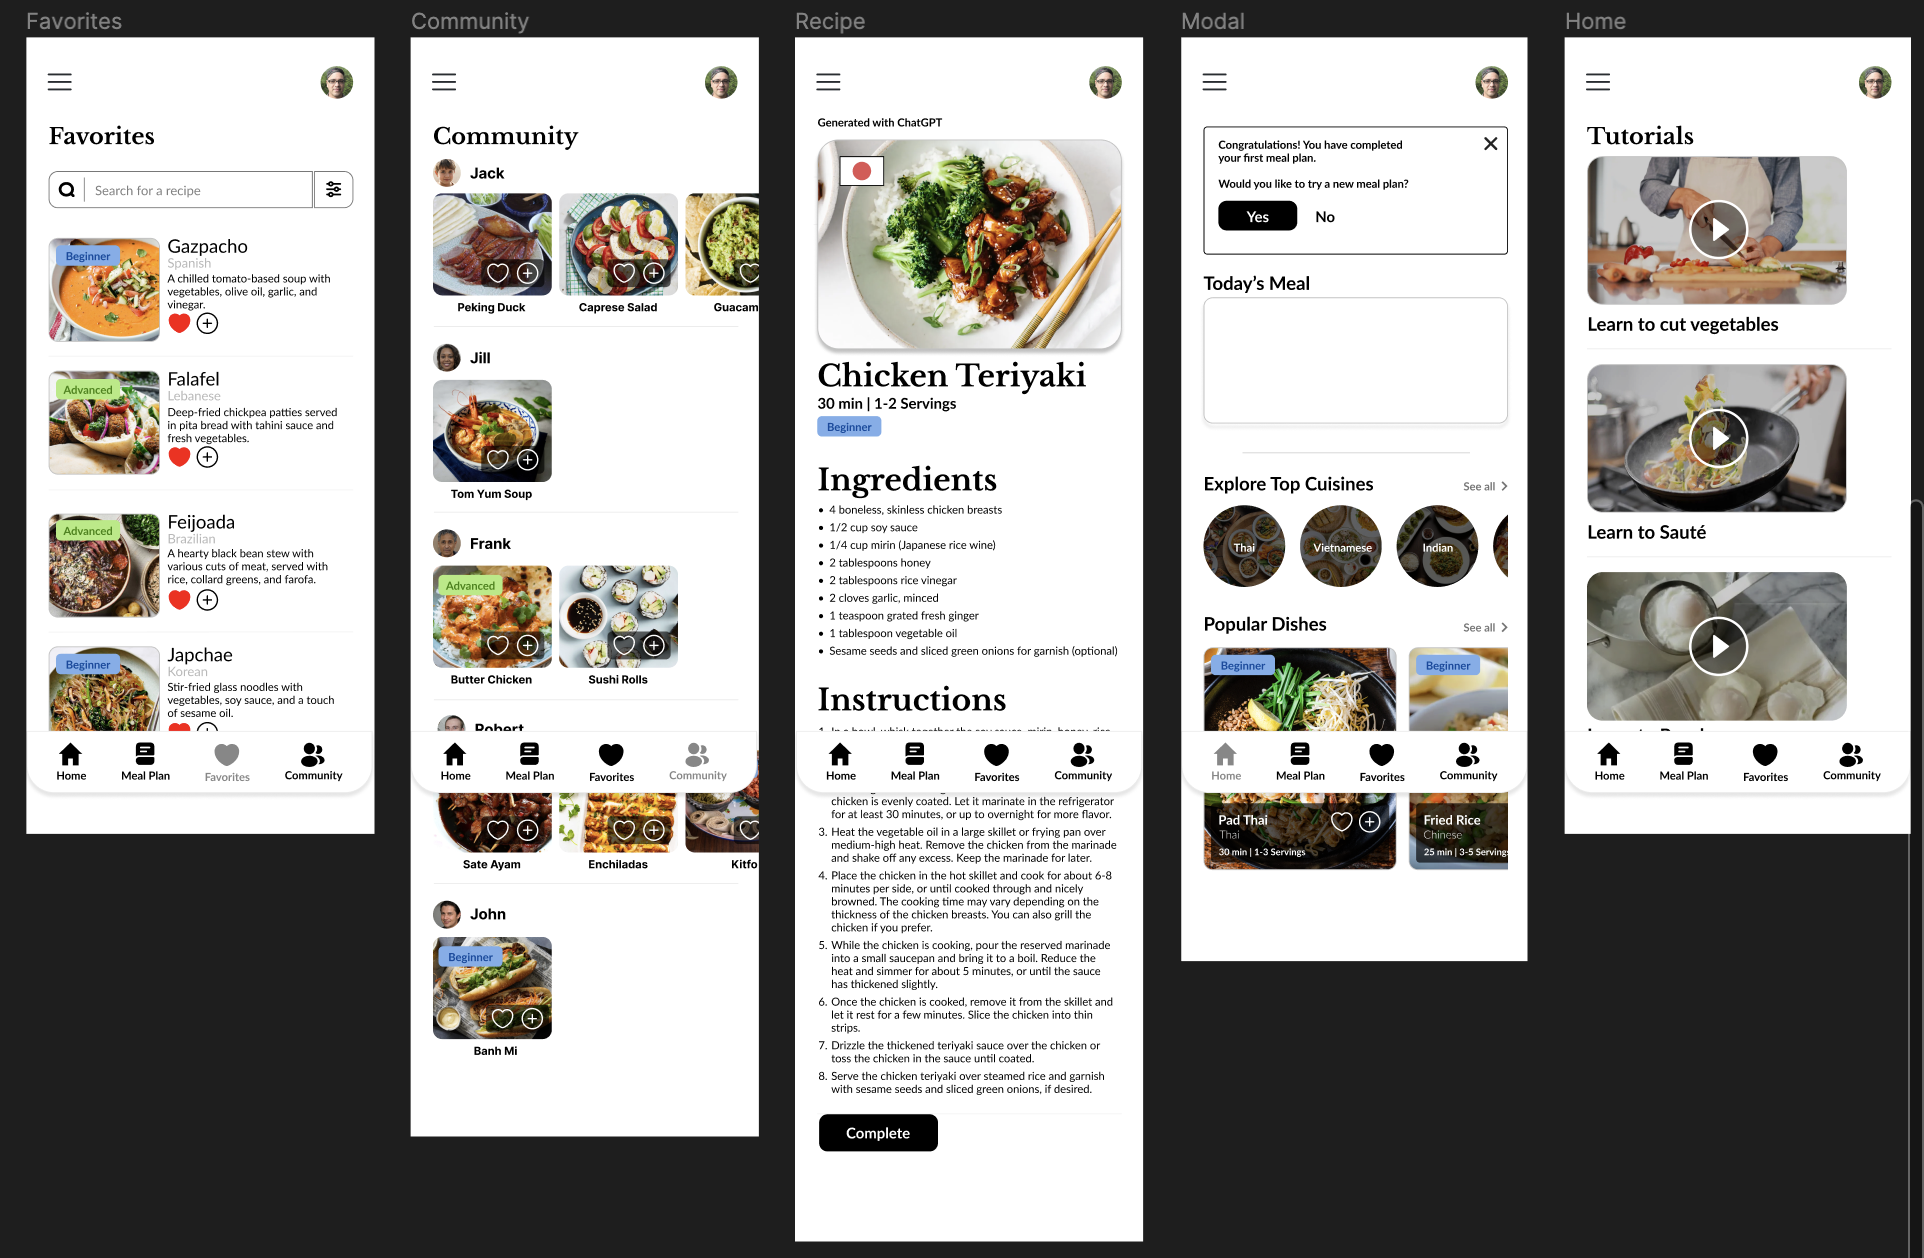 Favorites
Favorites
Search for a recipe
Beginner
Gazpacho
Spanish
A chilled tomato-based soup with
vegetables, olive oil, garlic, and
vinegar.
Advanced
Falafel
Lebanese
Deep-fried chickpea patties served
in pita bread with tahini sauce and
fresh vegetables.
Advanced
Feijoada
Brazilian
A hearty black bean stew with
various cuts of meat, served with
rice, collard greens, and farofa.
Beginner
Japchae
Korean
Stir-fried glass noodles with
vegetables, soy sauce, and a touch
of sesame oil.
Home Meal Plan Favorites Community
Community
Community
Jack
Peking Duck Caprese Salad Guacam
Jill
Tom Yum Soup
Frank
Advanced
Butter Chicken Sushi Rolls
Robert
Home Meal Plan Favorites Community
Sate Ayam Enchiladas Kitfo
John
Beginner
Banh Mi
Recipe
Generated with ChatGPT
Chicken Teriyaki
30 min | 1-2 Servings
Beginner
Ingredients
• 4 boneless, skinless chicken breasts
• 1/2 cup soy sauce
• 1/4 cup mirin (Japanese rice wine)
• 2 tablespoons honey
• 2 tablespoons rice vinegar
• 2 cloves garlic, minced
• 1 teaspoon grated fresh ginger
• 1 tablespoon vegetable oil
• Sesame seeds and sliced green onions for garnish (optional)
Instructions
Home Meal Plan Favorites Community
chicken is evenly coated. Let it marinate in the refrigerator
for at least 30 minutes, or up to overnight for more flavor.
3. Heat the vegetable oil in a large skillet or frying pan over
medium-high heat. Remove the chicken from the marinade
and shake off any excess. Keep the marinade for later.
4. Place the chicken in the hot skillet and cook for about 6-8
minutes per side, or until cooked through and nicely
browned. The cooking time may vary depending on the
thickness of the chicken breasts. You can also grill the
chicken if you prefer.
5. While the chicken is cooking, pour the reserved marinade
into a small saucepan and bring it to a boil. Reduce the
heat and simmer for about 5 minutes, or until the sauce
has thickened slightly.
6. Once the chicken is cooked, remove it from the skillet and
let it rest for a few minutes. Slice the chicken into thin
strips.
7. Drizzle the thickened teriyaki sauce over the chicken or
toss the chicken in the sauce until coated.
8. Serve the chicken teriyaki over steamed rice and garnish
with sesame seeds and sliced green onions, if desired.
Complete
Modal
Congratulations! You have completed
your first meal plan.
Would you like to try a new meal plan?
Yes No
Today's Meal
Explore Top Cuisines See all
Thai Vietnamese Indian
Popular Dishes See all
Beginner Beginner
Home Meal Plan Favorites Community
Pad Thai
Thai
30 min | 1-3 Servings
Fried Rice
Chinese
25 min | 3-5 Servings
Home
Tutorials
Learn to cut vegetables
Learn to Sauté
Home Meal Plan Favorites Community